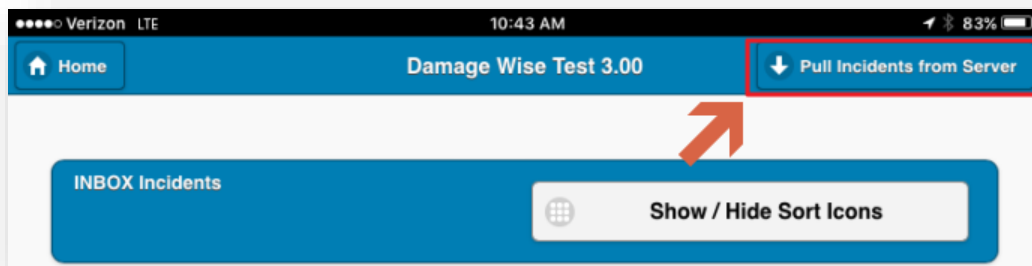 Verizon LTE 10:43 AM 83%
Home Damage Wise Test 3.00 Pull Incidents from Server
INBOX Incidents
Show / Hide Sort Icons